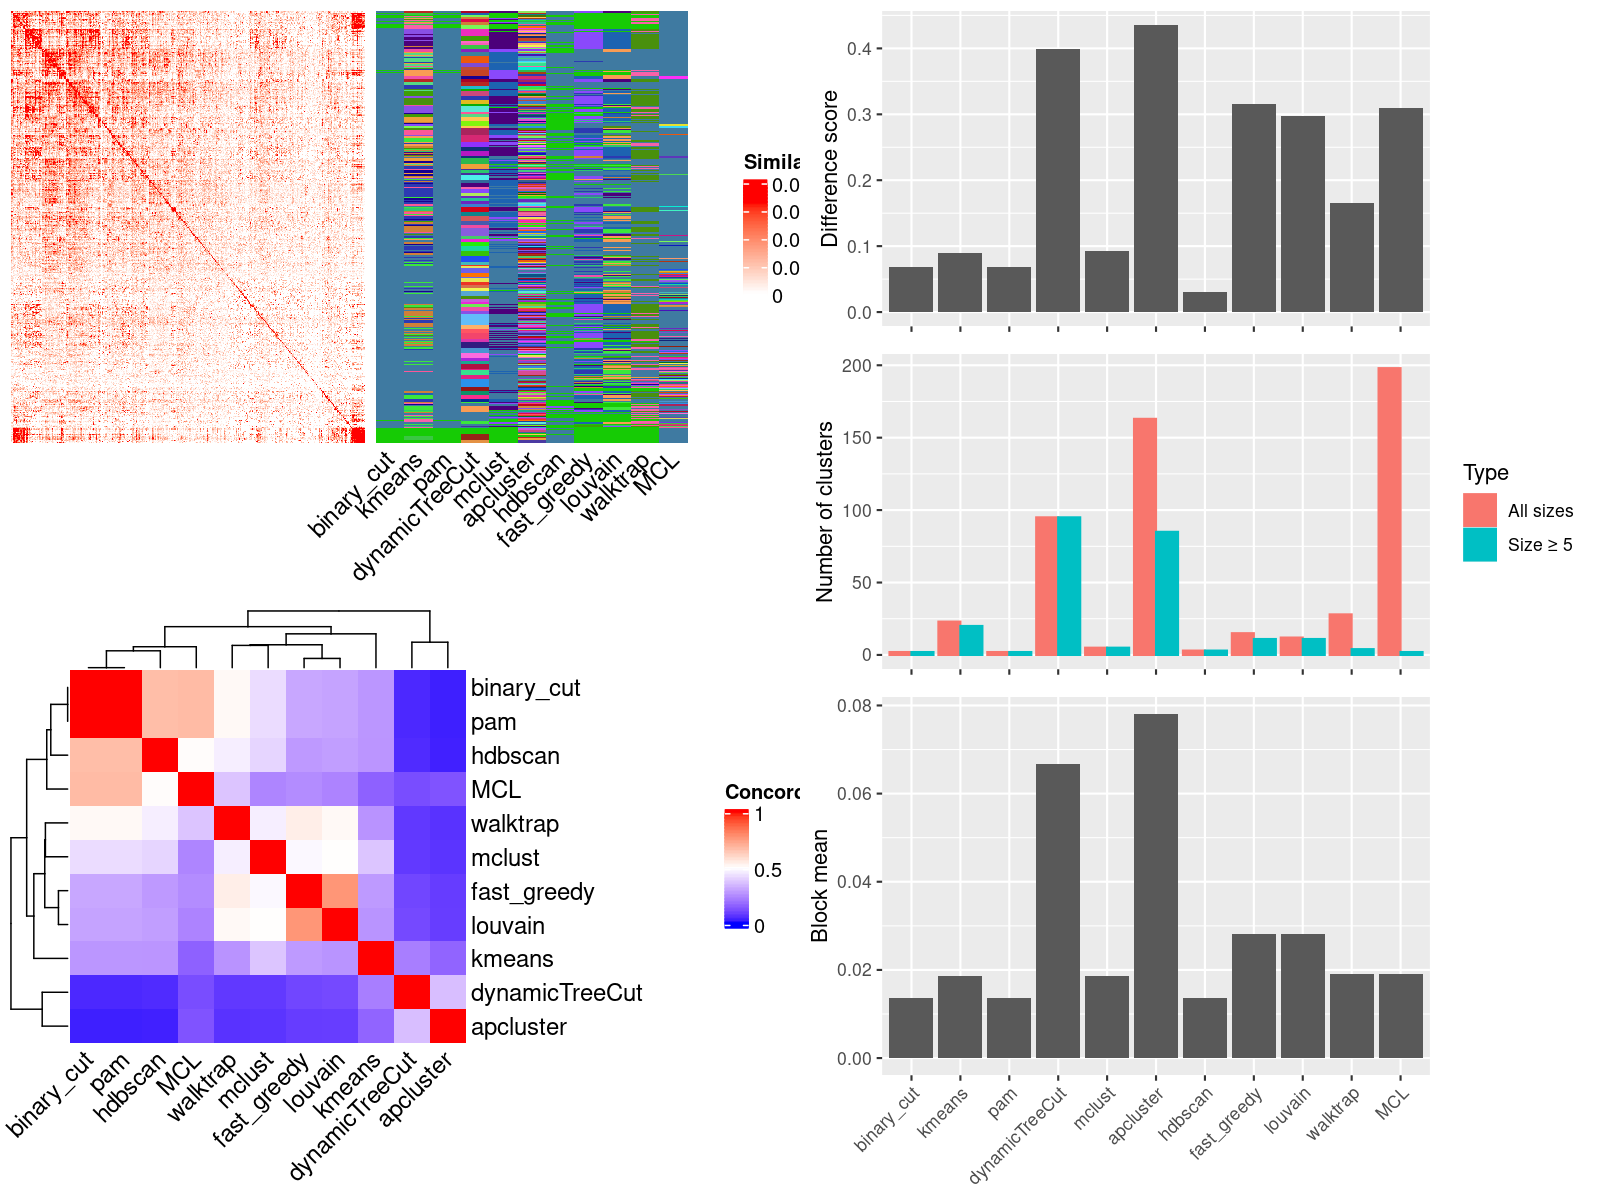 Simila
0.0
0.0
0.0
0.0
0
binary_cut
kmeans
pam
dynamicTreeCut
mclust
apcluster
hdbscan
fast_greedy
louvain
walktrap
MCL
binary_cut
pam
hdbscan
MCL
walktrap
mclust
fast_greedy
louvain
kmeans
dynamicTreeCut
apcluster
Concord
1
0.5
0
binary_cut
pam
hdbscan
MCL
walktrap
mclust
fast_greedy
louvain
kmeans
dynamicTreeCut
apcluster
Difference score
0.4
0.3
0.2
0.1
0.0
Number of clusters
200
150
100
50
0
Type
All sizes
Size ≥ 5
Block mean
0.08
0.06
0.04
0.02
0.00
binary_cut
kmeans
pam
dynamicTreeCut
mclust
apcluster
hdbscan
fast_greedy
louvain
walktrap
MCL